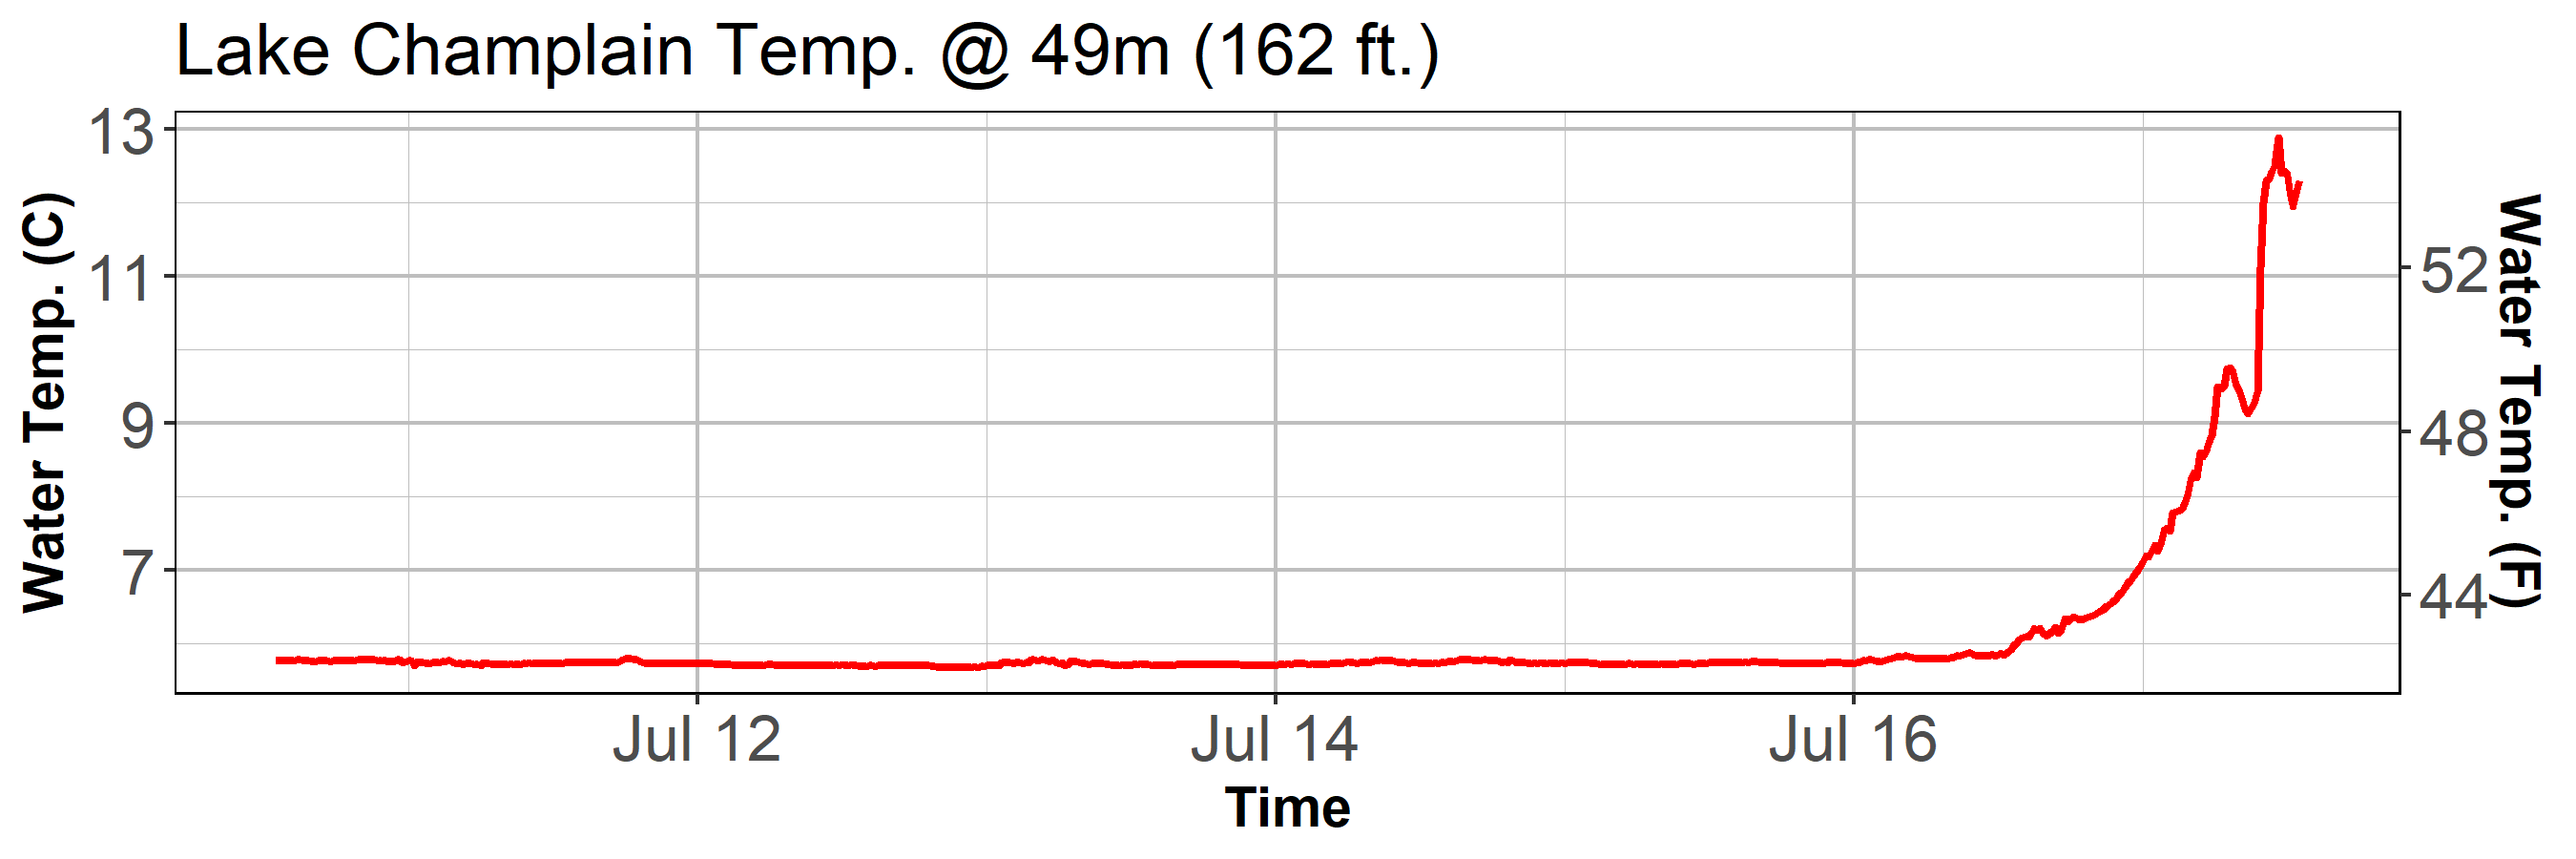 Lake Champlain Temp. @ 49m (162 ft.)
13
11
9
7
Water Temp. (C)
52
48
44
Water Temp. (F)
Jul 12 Jul 14 Jul 16
Time